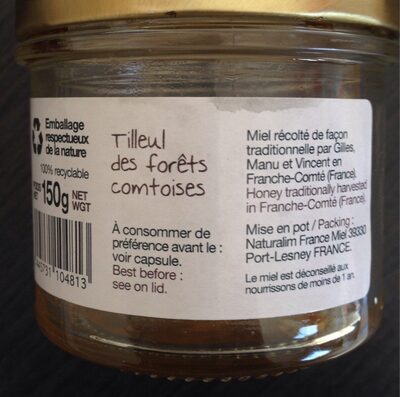 Emballage
respectueux
de la nature
100% recyclable
150g NET
WGT
104813
Tilleul
des forêts
comtoises
À consommer de
préférence avant le :
voir capsule.
Best before :
see on lid.
Miel récolté de façon
traditionnelle par Gilles,
Manu et Vincent en
Franche-Comté (France).
Honey traditionally harvested
in Franche-Comté (France).
Mise en pot / Packing :
Naturalim France Miel 39330
Port-Lesney FRANCE.
Le miel est déconseillé aux
nourrissons de moins de 1 an.